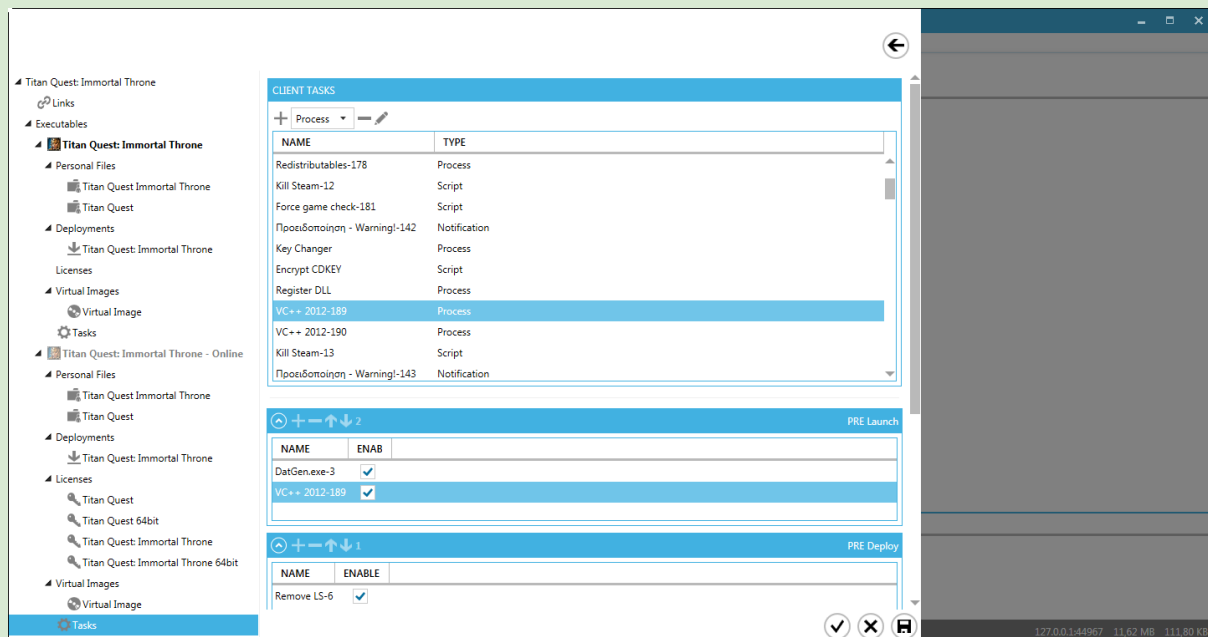 Titan Quest: Immortal Throne
Links
Executables
Titan Quest: Immortal Throne
Personal Files
Titan Quest Immortal Throne
Titan Quest
Deployments
Titan Quest: Immortal Throne
Licenses
Virtual Images
Virtual Image
Tasks
Titan Quest: Immortal Throne - Online
Personal Files
Titan Quest Immortal Throne
Titan Quest
Deployments
Titan Quest: Immortal Throne
Licenses
Titan Quest
Titan Quest 64bit
Titan Quest: Immortal Throne
Titan Quest: Immortal Throne 64bit
Virtual Images
Virtual Image
Tasks
CLIENT TASKS
Process
NAME TYPE
Redistributables-178 Process
Kill Steam-12 Script
Force game check-181 Script
Προειδοποίηση - Warning!-142 Notification
Key Changer Process
Encrypt CDKEY Script
Register DLL Process
VC++ 2012-189 Process
VC++ 2012-190 Process
Kill Steam-13 Script
Προειδοποίηση - Warning!-143 Notification
2 PRE Launch
NAME ENAB
DatGen.exe-3
VC++ 2012-189
1 PRE Deploy
NAME ENABLE
Remove LS-6
127.0.0.1:44967 11,62 MB 111,80 KB